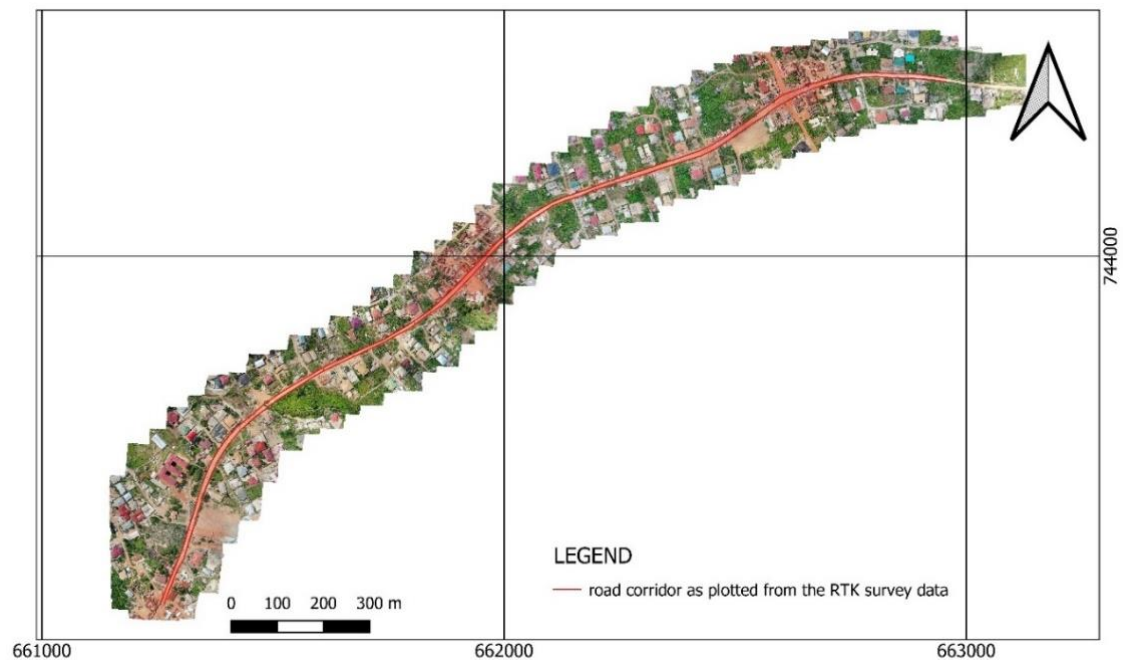 744000
LEGEND
road corridor as plotted from the RTK survey data
0 100 200 300 m
661000 662000 663000